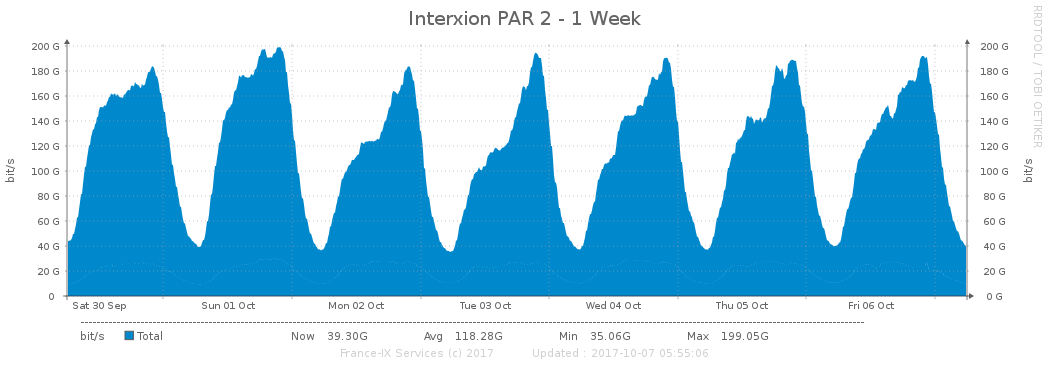 Interxion PAR 2 - 1 Week
RRDTOOL / TOBI OETIKER
200 G 200 G
180 G 180 G
160 G 160 G
140 G 140 G
120 G 120 G
100 G 100 G
80 G 80 G
60 G 60 G
40 G 40 G
20 G 20 G
0 0 G
bit/s bit/s
Sat 30 Sep Sun 01 Oct Mon 02 Oct Tue 03 Oct Wed 04 Oct Thu 05 Oct Fri 06 Oct
bit/s Total Now 39.30G Avg 118.28G Min 35.06G Max 199.05G
France-IX Services (c) 2017 Updated : 2017-10-07 05:55:06